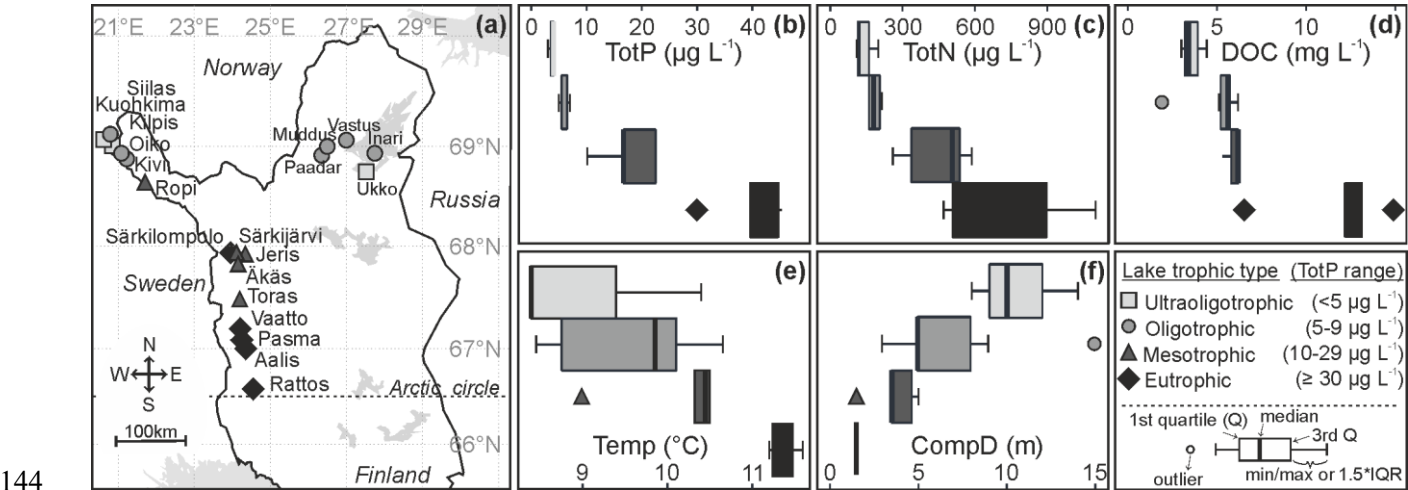 144
21°E 23°E 25°E 27°E 29°E (a)
Norway
Siilas
Kuohkima
Kilpis
Oiko
Kivi
Ropi
Muddus
Vastus
Inari
Paadar
Ukko
69°N
Russia
Särkilompolo
Särkijärvi
68°N
Jeris
Sweden
Äkäs
Toras
Vaatto
Pasma
67°N
Aalis
N
W E
S
Rattos
Arctic circle
100km
66°N
Finland
0 20 40 (b)
TotP (µg L⁻¹)
0 300 600 900 (c)
TotN (µg L⁻¹)
0 5 10 (d)
DOC (mg L⁻¹)
(e)
Temp (°C)
9 10 11
(f)
CompD (m)
0 5 10 15
Lake trophic type (TotP range)
Ultraoligotrophic (<5 µg L⁻¹)
Oligotrophic (5-9 µg L⁻¹)
Mesotrophic (10-29 µg L⁻¹)
Eutrophic (≥ 30 µg L⁻¹)
1st quartile (Q) median
3rd Q
outlier
min/max or 1.5*IQR